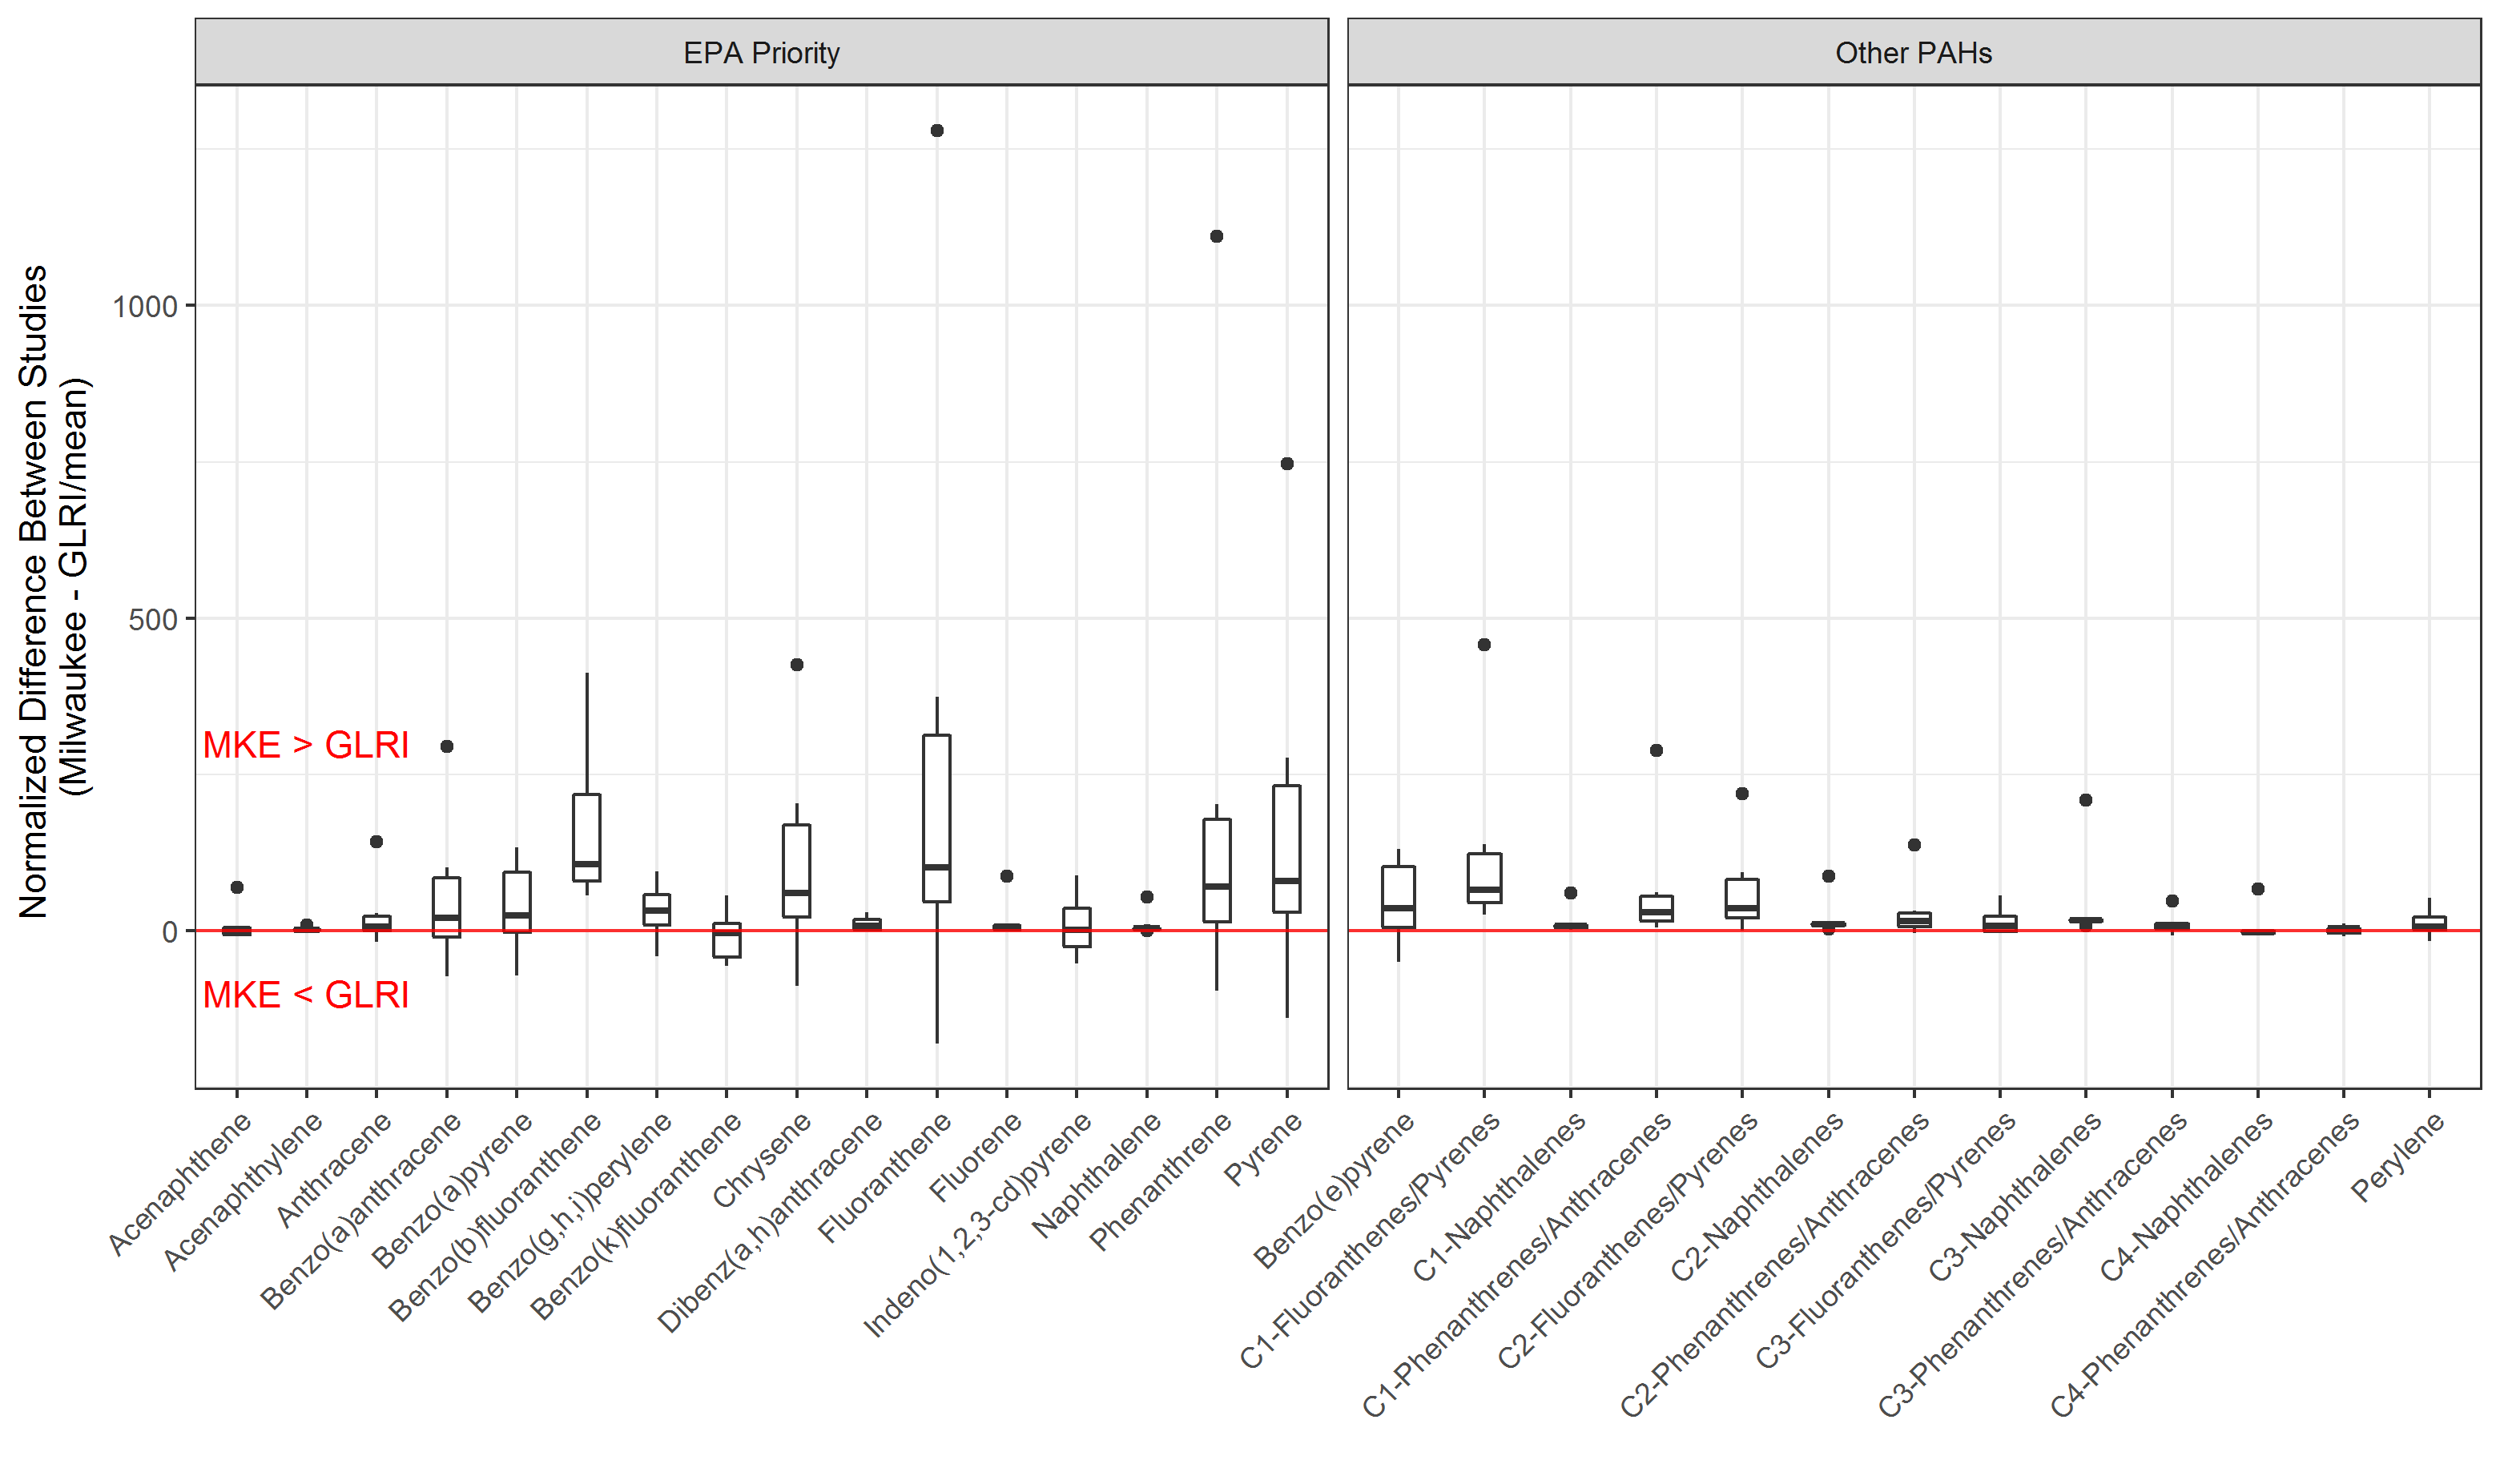 EPA Priority
Other PAHs
Normalized Difference Between Studies
(Milwaukee - GLRI/mean)
1000
500
0
MKE > GLRI
MKE < GLRI
Acenaphthene
Acenaphthylene
Anthracene
Benzo(a)anthracene
Benzo(a)pyrene
Benzo(b)fluoranthene
Benzo(g,h,i)perylene
Benzo(k)fluoranthene
Chrysene
Dibenz(a,h)anthracene
Fluoranthene
Fluorene
Indeno(1,2,3-cd)pyrene
Naphthalene
Phenanthrene
Pyrene
Benzo(e)pyrene
C1-Fluoranthenes/Pyrenes
C1-Naphthalenes
C1-Phenanthrenes/Anthracenes
C2-Fluoranthenes/Pyrenes
C2-Naphthalenes
C2-Phenanthrenes/Anthracenes
C3-Fluoranthenes/Pyrenes
C3-Naphthalenes
C3-Phenanthrenes/Anthracenes
C4-Naphthalenes
C4-Phenanthrenes/Anthracenes
Perylene